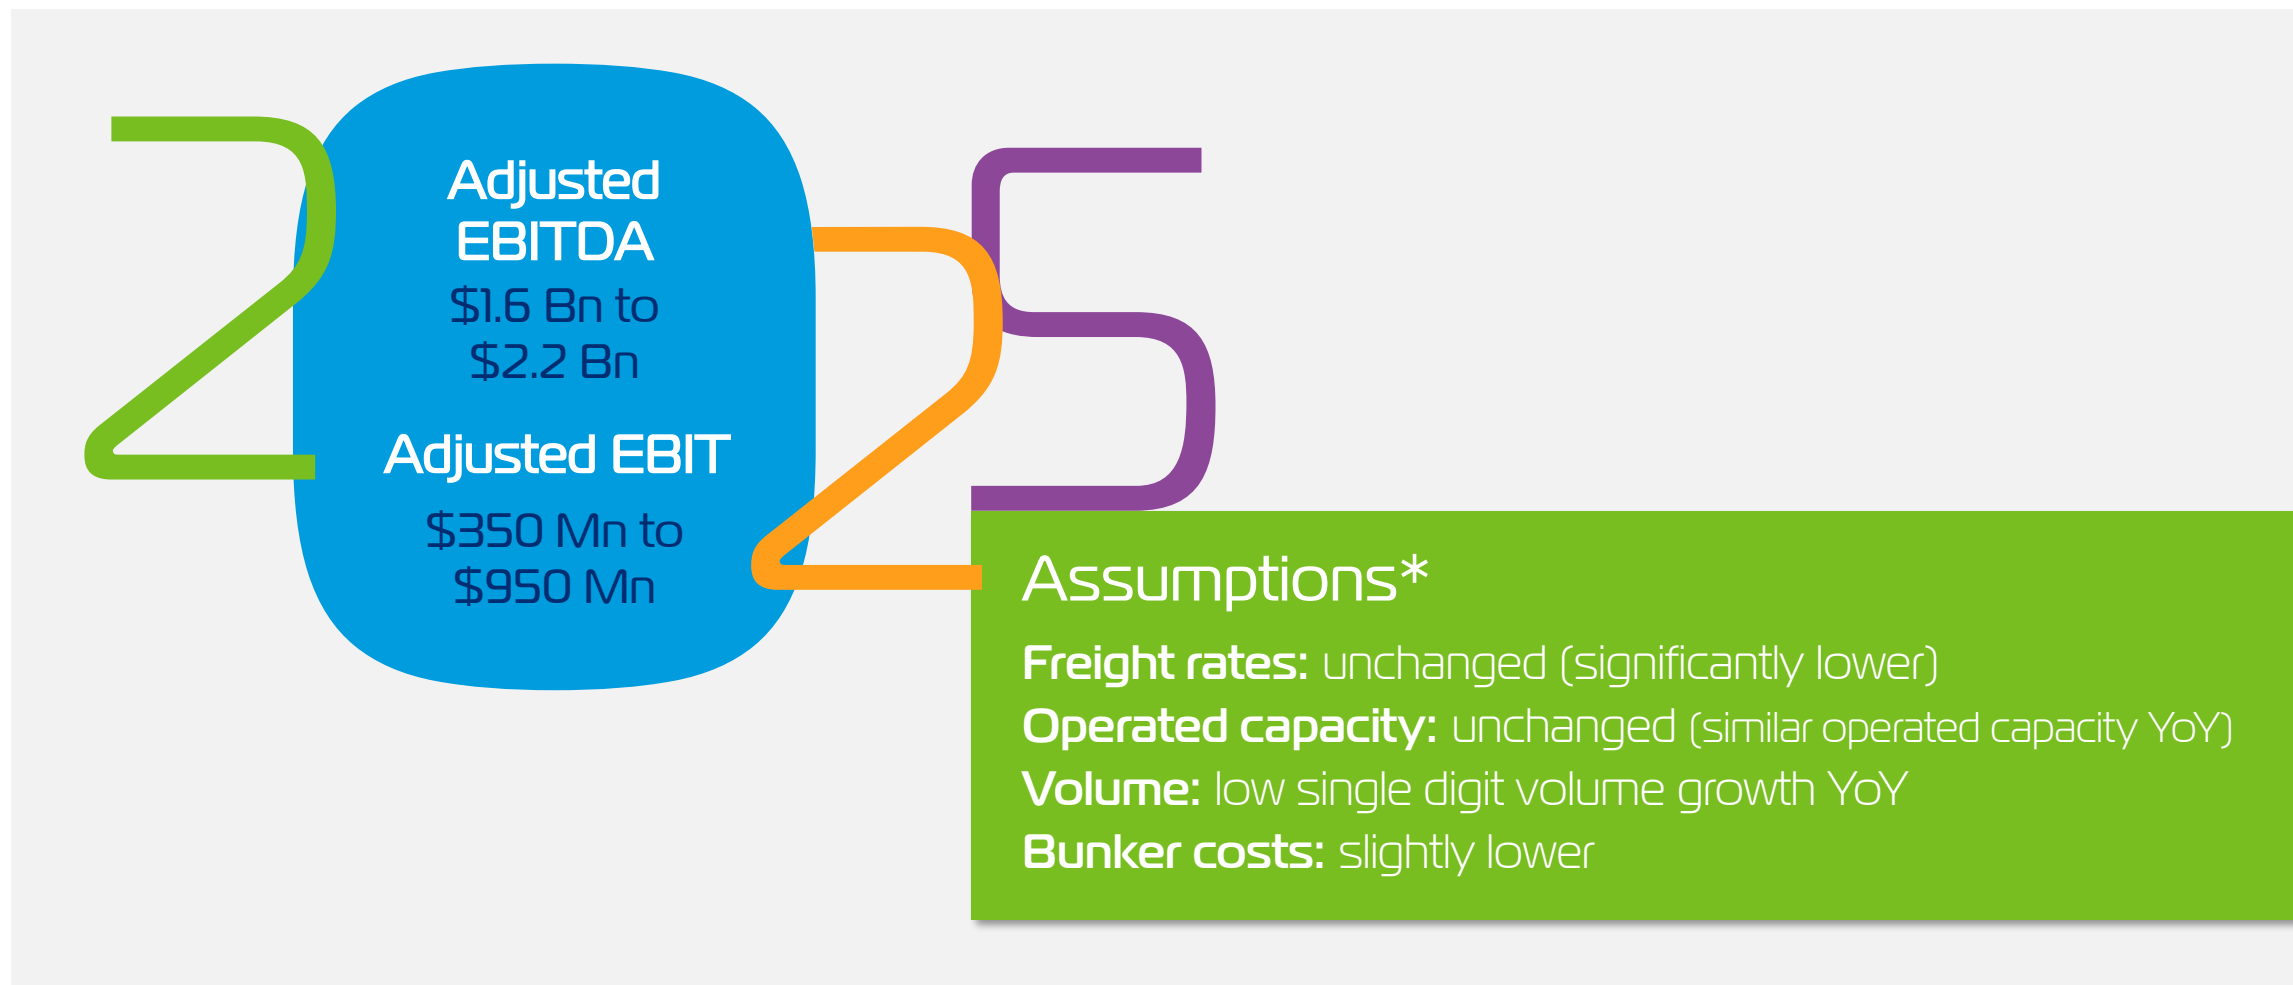 2025
Adjusted
EBITDA
$1.6 Bn to
$2.2 Bn
Adjusted EBIT
$350 Mn to
$950 Mn
Assumptions*
Freight rates: unchanged (significantly lower)
Operated capacity: unchanged (similar operated capacity YoY)
Volume: low single digit volume growth YoY
Bunker costs: slightly lower